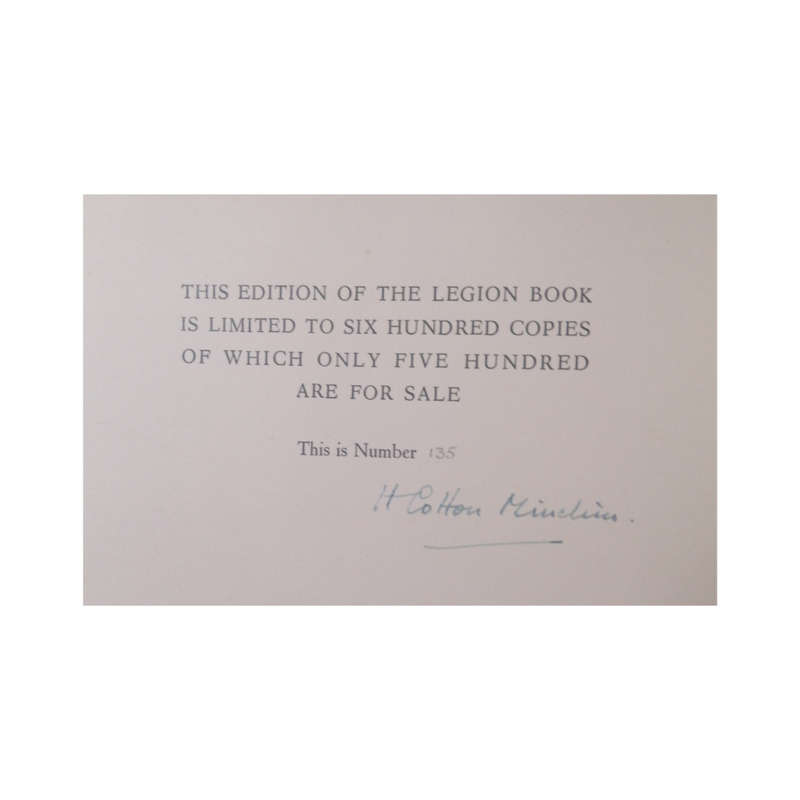 THIS EDITION OF THE LEGION BOOK
IS LIMITED TO SIX HUNDRED COPIES
OF WHICH ONLY FIVE HUNDRED
ARE FOR SALE
This is Number 135
H Cotton Minchin.